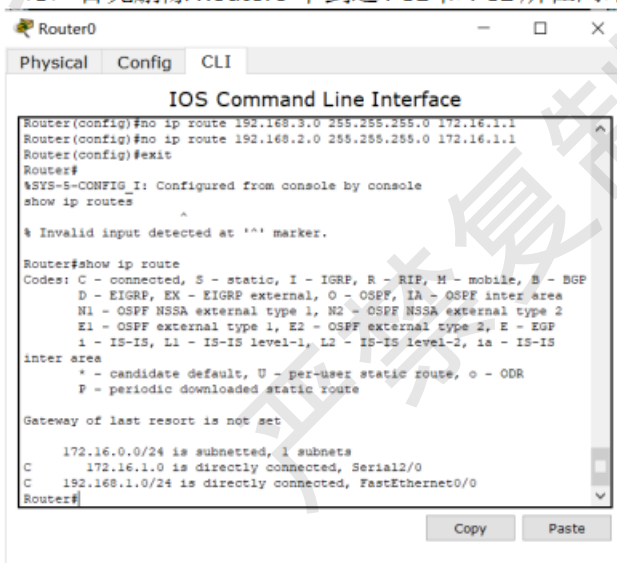 Router0
Physical Config CLI
IOS Command Line Interface
Router(config)#no ip route 192.168.3.0 255.255.255.0 172.16.1.1
Router(config)#no ip route 192.168.2.0 255.255.255.0 172.16.1.1
Router(config)#exit
Router#
%SYS-5-CONFIG_I: Configured from console by console
show ip routes
^
% Invalid input detected at '^' marker.
Router#show ip route
Codes: C - connected, S - static, I - IGRP, R - RIP, M - mobile, B - BGP
D - EIGRP, EX - EIGRP external, O - OSPF, IA - OSPF inter area
N1 - OSPF NSSA external type 1, N2 - OSPF NSSA external type 2
E1 - OSPF external type 1, E2 - OSPF external type 2, E - EGP
i - IS-IS, L1 - IS-IS level-1, L2 - IS-IS level-2, ia - IS-IS
inter area
* - candidate default, U - per-user static route, o - ODR
P - periodic downloaded static route
Gateway of last resort is not set
172.16.0.0/24 is subnetted, 1 subnets
C 172.16.1.0 is directly connected, Serial2/0
C 192.168.1.0/24 is directly connected, FastEthernet0/0
Router#
Copy Paste
严禁复制